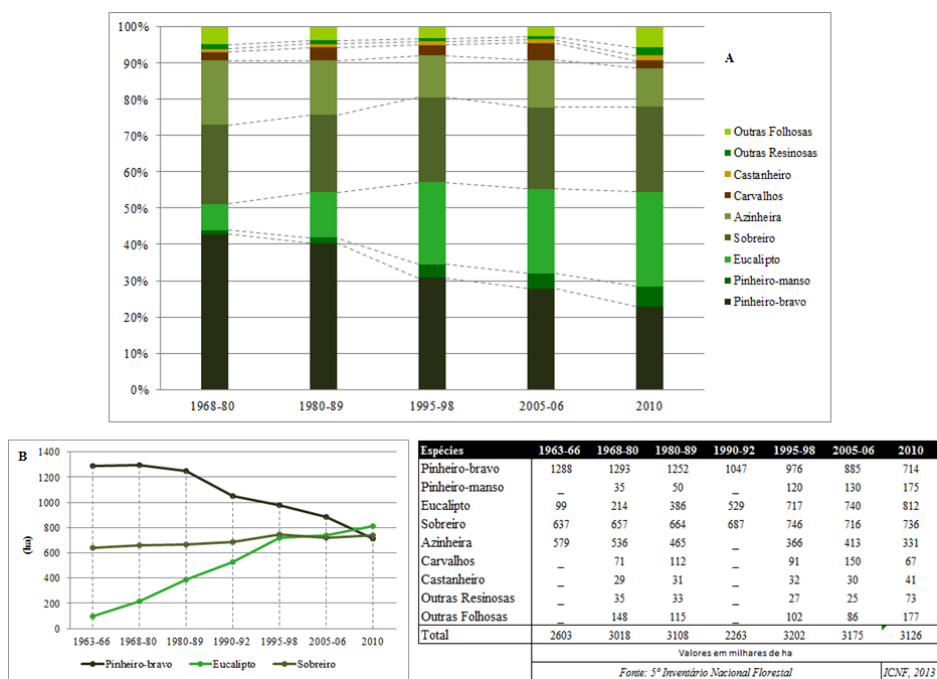 100%
90%
80%
70%
60%
50%
40%
30%
20%
10%
0%
1968-80 1980-89 1995-98 2005-06 2010
A
Outras Folhosas
Outras Resinosas
Castanheiro
Carvalhos
Azinheira
Sobreiro
Eucalipto
Pinheiro-manso
Pinheiro-bravo
B
(ha)
1400
1200
1000
800
600
400
200
0
1963-66 1968-80 1980-89 1990-92 1995-98 2005-06 2010
Pinheiro-bravo Eucalipto Sobreiro
Espécies 1963-66 1968-80 1980-89 1990-92 1995-98 2005-06 2010
Pinheiro-bravo 1288 1293 1252 1047 976 885 714
Pinheiro-manso _ 35 50 _ 120 130 175
Eucalipto 99 214 386 529 717 740 812
Sobreiro 637 657 664 687 746 716 736
Azinheira 579 536 465 _ 366 413 331
Carvalhos _ 71 112 _ 91 150 67
Castanheiro _ 29 31 _ 32 30 41
Outras Resinosas _ 35 33 _ 27 25 73
Outras Folhosas _ 148 115 _ 102 86 177
Total 2603 3018 3108 2263 3202 3175 3126
Valores em milhares de ha
Fonte: 5º Inventário Nacional Florestal ICNF, 2013